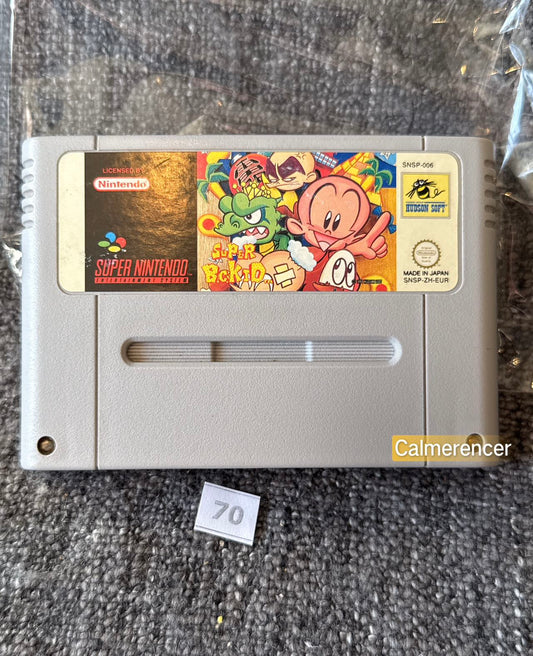 LICENSED BY
Nintendo
SUPER NINTENDO
ENTERTAINMENT SYSTEM
SUPER
B.C.KID
SNSP-006
HUDSON SOFT
MADE IN JAPAN
SNSP-ZH-EUR
Calmerencer
70